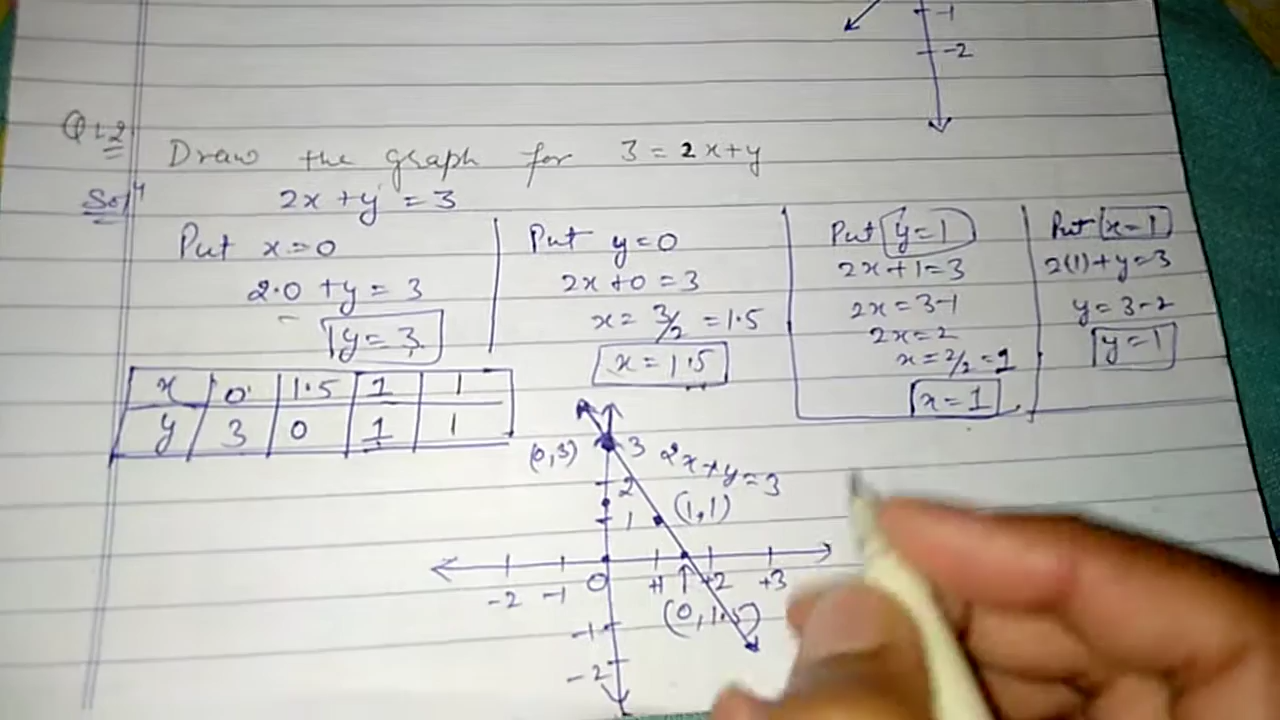 -1
-2
Q1.2
Draw the graph for 3 = 2x+y
Sol
2x + y = 3
Put x=0
2·0 + y = 3
y = 3
Put y=0
2x+0=3
x = 3/2 = 1.5
x = 1.5
Put y=1
2x+1=3
2x=3-1
2x=2
x=2/2=1
x=1
Put x=1
2(1)+y=3
y=3-2
y=1
x 0 1.5 1 1
y 3 0 1 1
(0,3) 3 2x+y=3
2
1 (1,1)
-2 -1 0 +1 +2 +3
(0,1.5)
-1
-2